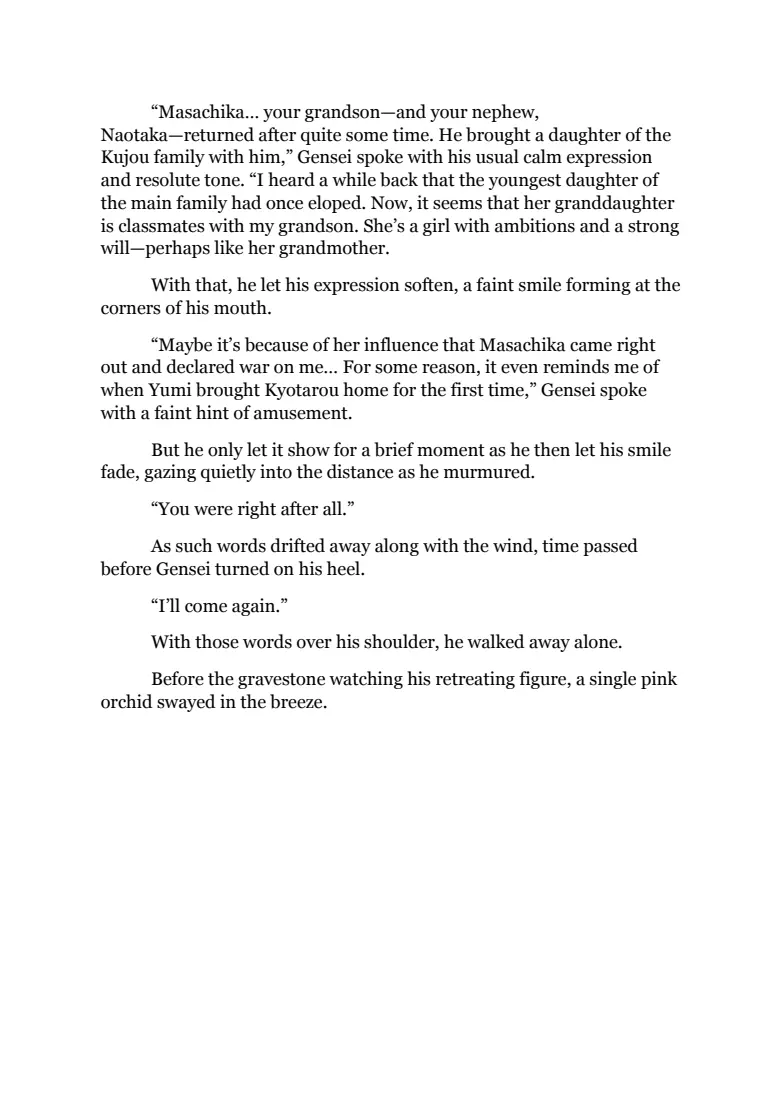 “Masachika… your grandson—and your nephew,
Naotaka—returned after quite some time. He brought a daughter of the
Kujou family with him,” Gensei spoke with his usual calm expression
and resolute tone. “I heard a while back that the youngest daughter of
the main family had once eloped. Now, it seems that her granddaughter
is classmates with my grandson. She’s a girl with ambitions and a strong
will—perhaps like her grandmother.
With that, he let his expression soften, a faint smile forming at the
corners of his mouth.
“Maybe it’s because of her influence that Masachika came right
out and declared war on me… For some reason, it even reminds me of
when Yumi brought Kyotarou home for the first time,” Gensei spoke
with a faint hint of amusement.
But he only let it show for a brief moment as he then let his smile
fade, gazing quietly into the distance as he murmured.
“You were right after all.”
As such words drifted away along with the wind, time passed
before Gensei turned on his heel.
“I’ll come again.”
With those words over his shoulder, he walked away alone.
Before the gravestone watching his retreating figure, a single pink
orchid swayed in the breeze.